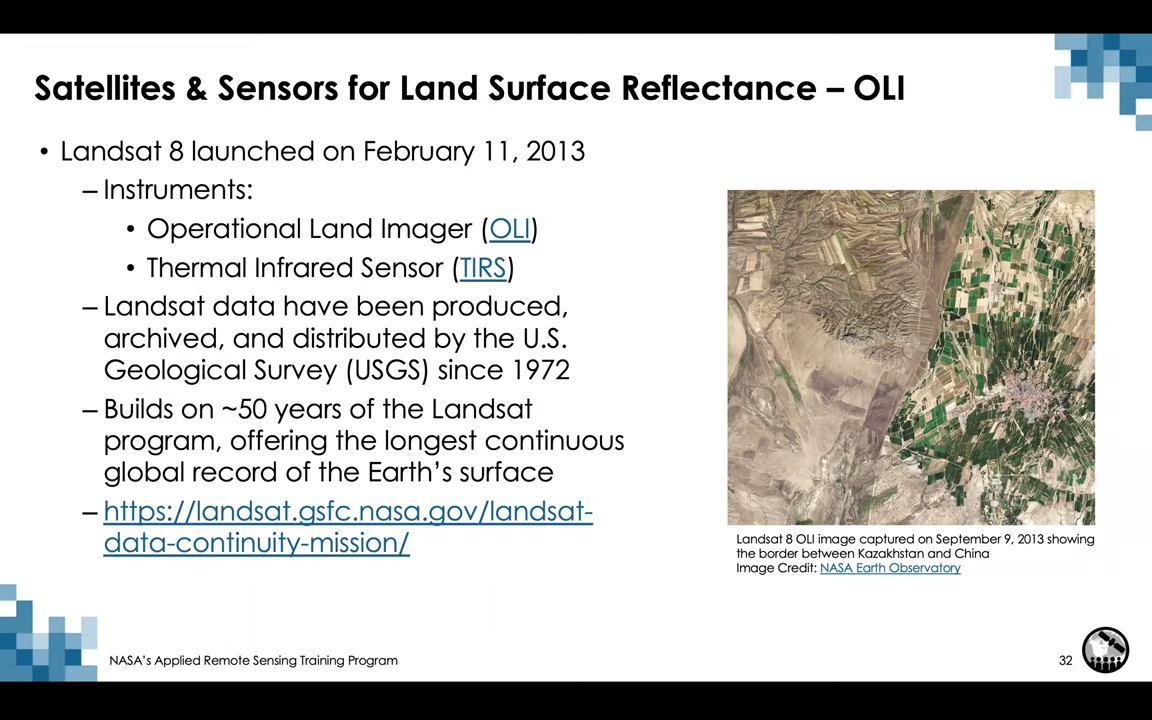 Satellites & Sensors for Land Surface Reflectance – OLI
• Landsat 8 launched on February 11, 2013
– Instruments:
• Operational Land Imager (OLI)
• Thermal Infrared Sensor (TIRS)
– Landsat data have been produced,
archived, and distributed by the U.S.
Geological Survey (USGS) since 1972
– Builds on ~50 years of the Landsat
program, offering the longest continuous
global record of the Earth’s surface
– https://landsat.gsfc.nasa.gov/landsat-
data-continuity-mission/
Landsat 8 OLI image captured on September 9, 2013 showing
the border between Kazakhstan and China
Image Credit: NASA Earth Observatory
NASA’s Applied Remote Sensing Training Program
32